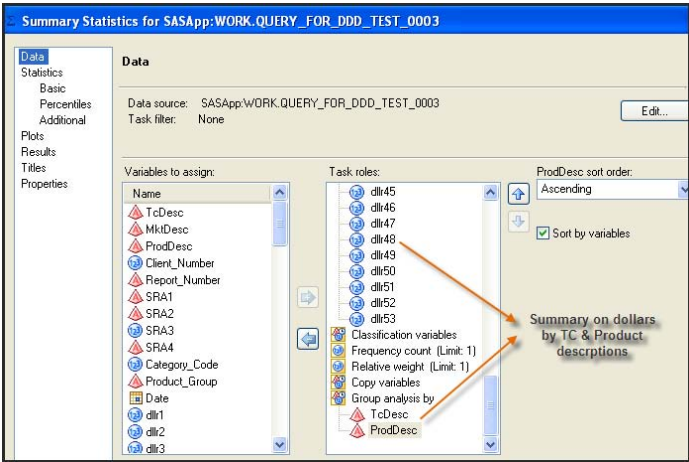 Summary Statistics for SASApp:WORK.QUERY_FOR_DDD_TEST_0003
Data
Statistics
Basic
Percentiles
Additional
Plots
Results
Titles
Properties
Data
Data source: SASApp:WORK.QUERY_FOR_DDD_TEST_0003
Task filter: None
Edit...
Variables to assign:
Name
TcDesc
MktDesc
ProdDesc
Client_Number
Report_Number
SRA1
SRA2
SRA3
SRA4
Category_Code
Product_Group
Date
dllr1
dllr2
dllr3
Task roles:
dllr45
dllr46
dllr47
dllr48
dllr49
dllr50
dllr51
dllr52
dllr53
Classification variables
Frequency count (Limit: 1)
Relative weight (Limit: 1)
Copy variables
Group analysis by
TcDesc
ProdDesc
ProdDesc sort order:
Ascending
Sort by variables
Summary on dollars
by TC & Product
descrptions